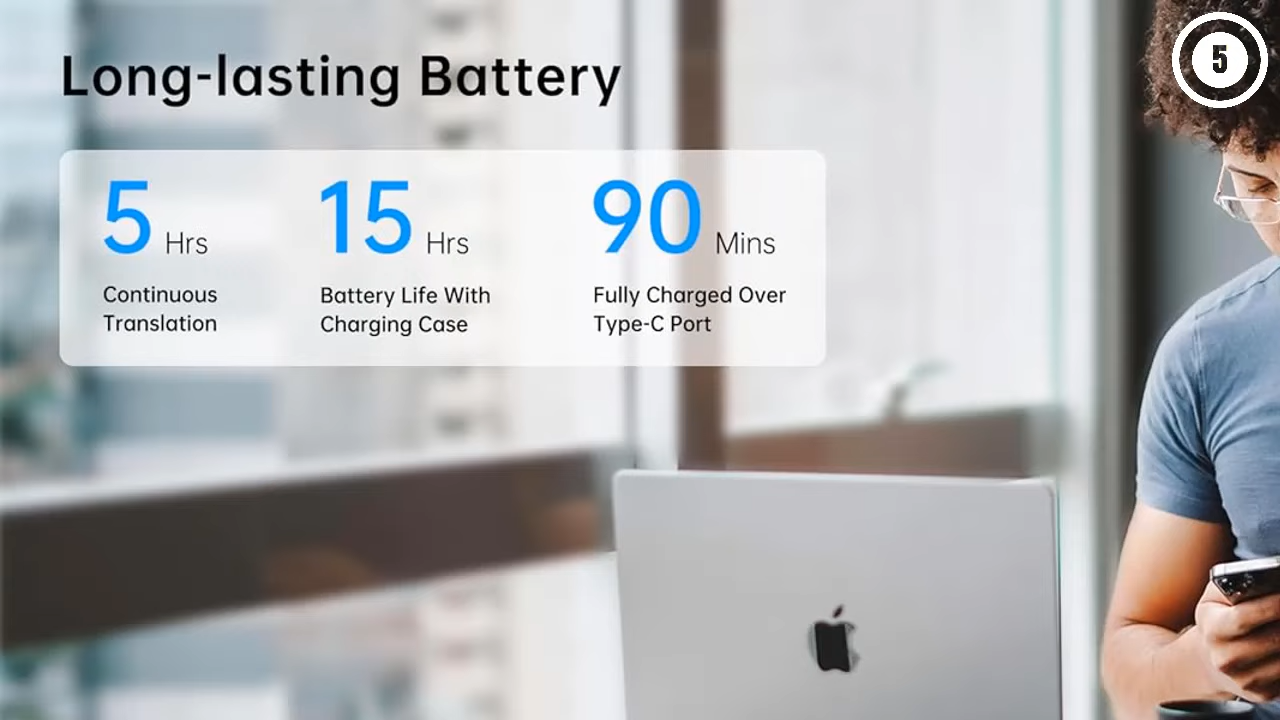 5
Long-lasting Battery
5 Hrs
Continuous
Translation
15 Hrs
Battery Life With
Charging Case
90 Mins
Fully Charged Over
Type-C Port